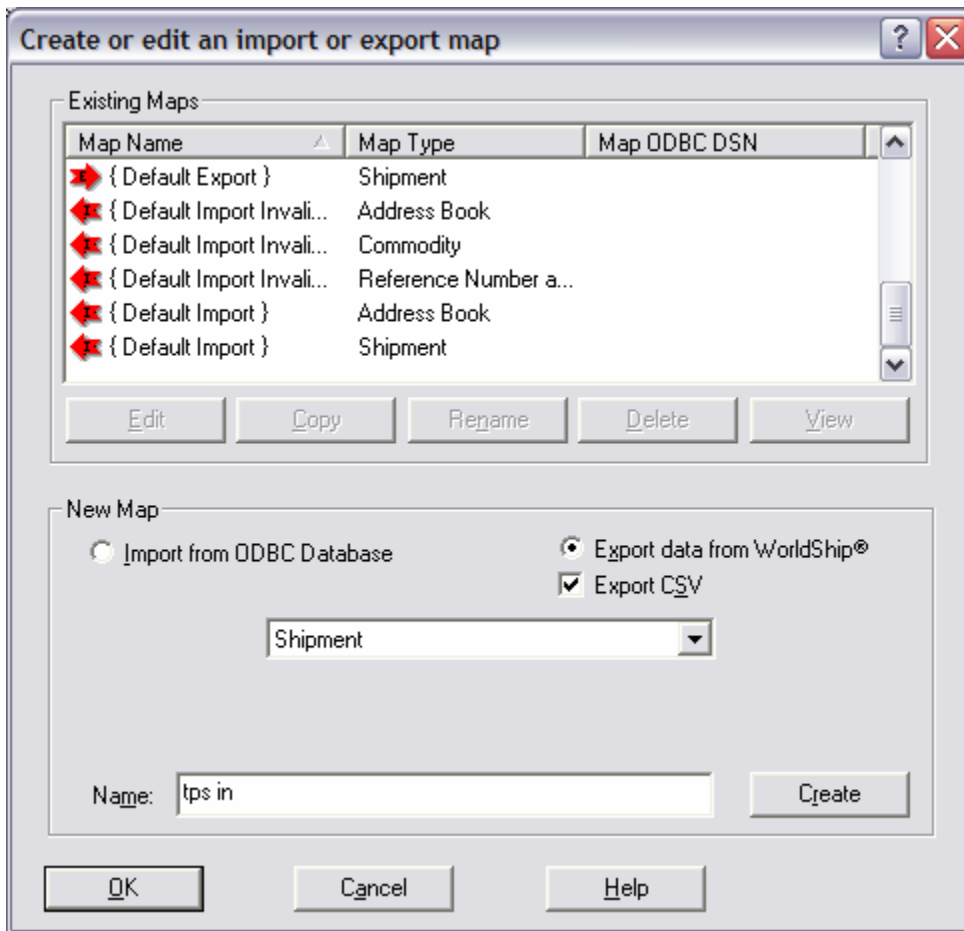 Create or edit an import or export map
Existing Maps
Map Name Map Type Map ODBC DSN
E { Default Export } Shipment
I { Default Import Invali... Address Book
I { Default Import Invali... Commodity
I { Default Import Invali... Reference Number a...
I { Default Import } Address Book
I { Default Import } Shipment
Edit Copy Rename Delete View
New Map
Import from ODBC Database Export data from WorldShip®
Export CSV
Shipment
Name: tps in Create
OK Cancel Help